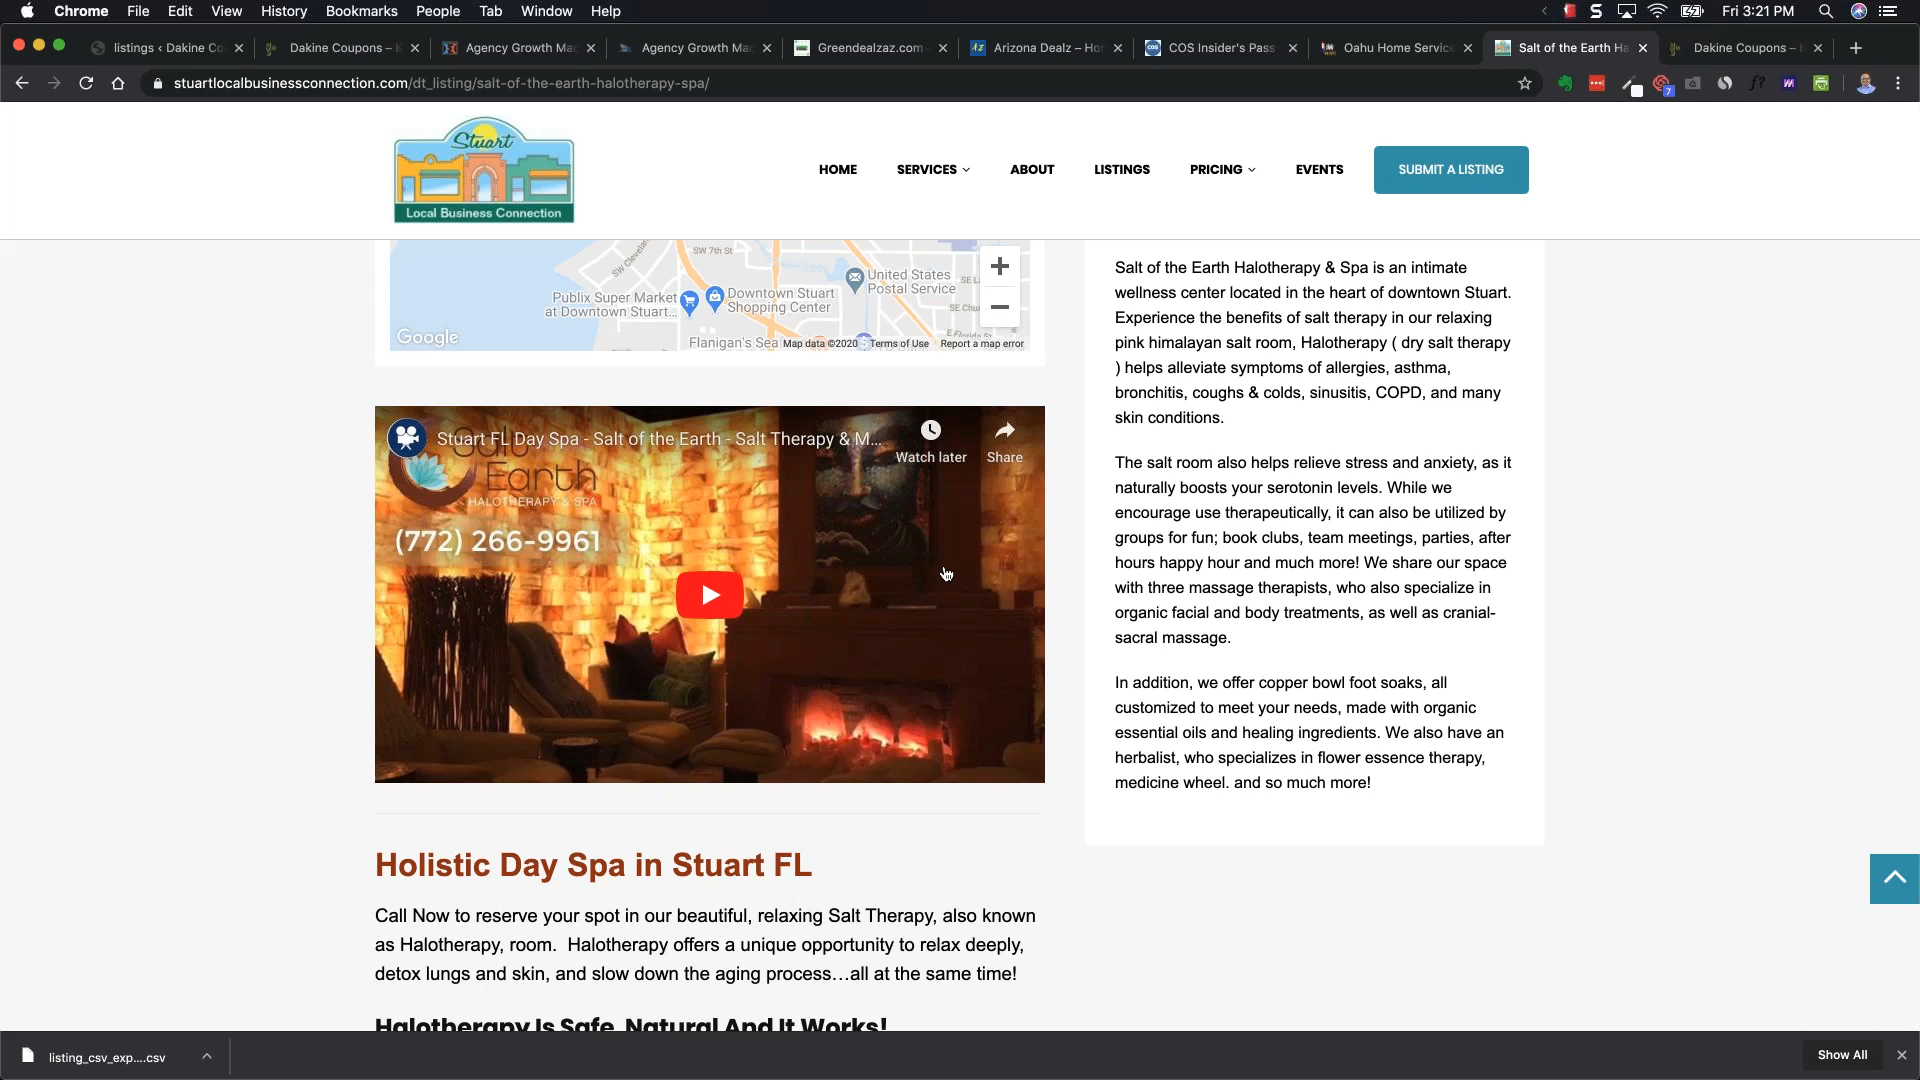 Chrome File Edit View History Bookmarks People Tab Window Help
Fri 3:21 PM
listings ‹ Dakine Co
Dakine Coupons –
Agency Growth Ma
Agency Growth Ma
Greendealzaz.com
Arizona Dealz – Ho
COS Insider's Pass
Oahu Home Servic
Salt of the Earth Ha
Dakine Coupons –
stuartlocalbusinessconnection.com/dt_listing/salt-of-the-earth-halotherapy-spa/
7
Stuart
Local Business Connection
HOME
SERVICES
ABOUT
LISTINGS
PRICING
EVENTS
SUBMIT A LISTING
SW 7th St
SW Cleveland
Publix Super Market
at Downtown Stuart...
Downtown Stuart
Shopping Center
United States
Postal Service
Flanigan's Sea
Google
Map data ©2020
Terms of Use
Report a map error
Stuart FL Day Spa - Salt of the Earth - Salt Therapy & M...
Watch later
Share
Salt
Earth
HALOTHERAPY & SPA
(772) 266-9961
Holistic Day Spa in Stuart FL
Call Now to reserve your spot in our beautiful, relaxing Salt Therapy, also known
as Halotherapy, room. Halotherapy offers a unique opportunity to relax deeply,
detox lungs and skin, and slow down the aging process…all at the same time!
Halotherapy Is Safe, Natural And It Works!
Salt of the Earth Halotherapy & Spa is an intimate
wellness center located in the heart of downtown Stuart.
Experience the benefits of salt therapy in our relaxing
pink himalayan salt room, Halotherapy ( dry salt therapy
) helps alleviate symptoms of allergies, asthma,
bronchitis, coughs & colds, sinusitis, COPD, and many
skin conditions.
The salt room also helps relieve stress and anxiety, as it
naturally boosts your serotonin levels. While we
encourage use therapeutically, it can also be utilized by
groups for fun; book clubs, team meetings, parties, after
hours happy hour and much more! We share our space
with three massage therapists, who also specialize in
organic facial and body treatments, as well as cranial-
sacral massage.
In addition, we offer copper bowl foot soaks, all
customized to meet your needs, made with organic
essential oils and healing ingredients. We also have an
herbalist, who specializes in flower essence therapy,
medicine wheel. and so much more!
listing_csv_exp....csv
Show All